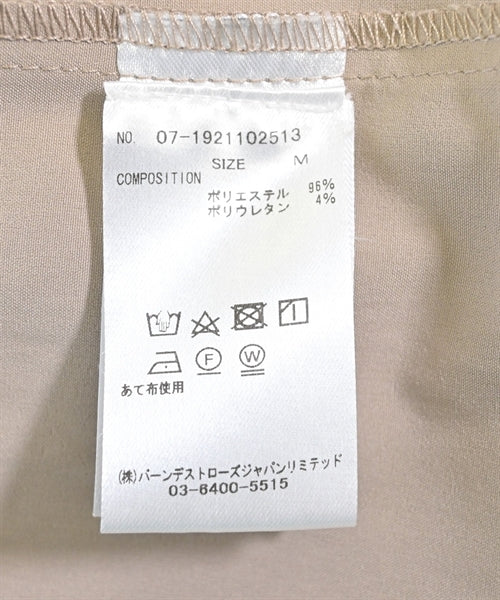 NO. 07-1921102513
SIZE M
COMPOSITION
ポリエステル 96%
ポリウレタン 4%
F W
あて布使用
(株)バーンデストローズジャパンリミテッド
03-6400-5515